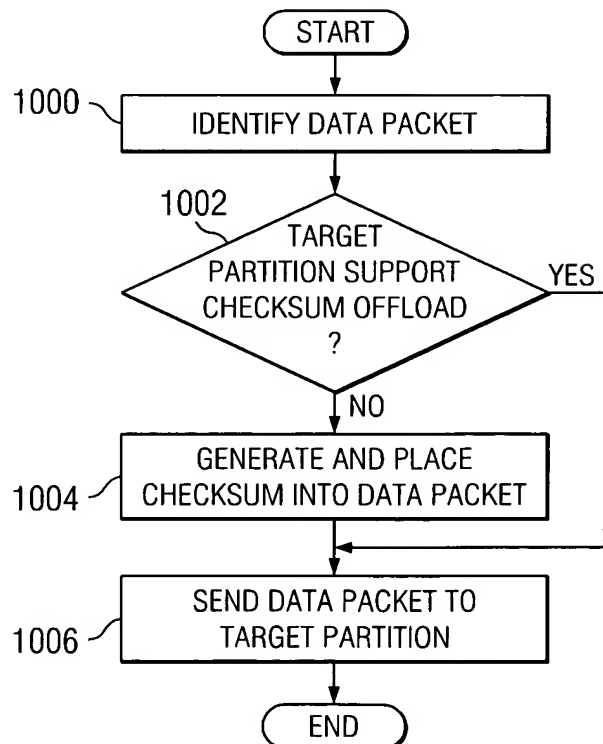 START
1000
IDENTIFY DATA PACKET
1002
TARGET
PARTITION SUPPORT
CHECKSUM OFFLOAD
?
YES
NO
1004
GENERATE AND PLACE
CHECKSUM INTO DATA PACKET
1006
SEND DATA PACKET TO
TARGET PARTITION
END